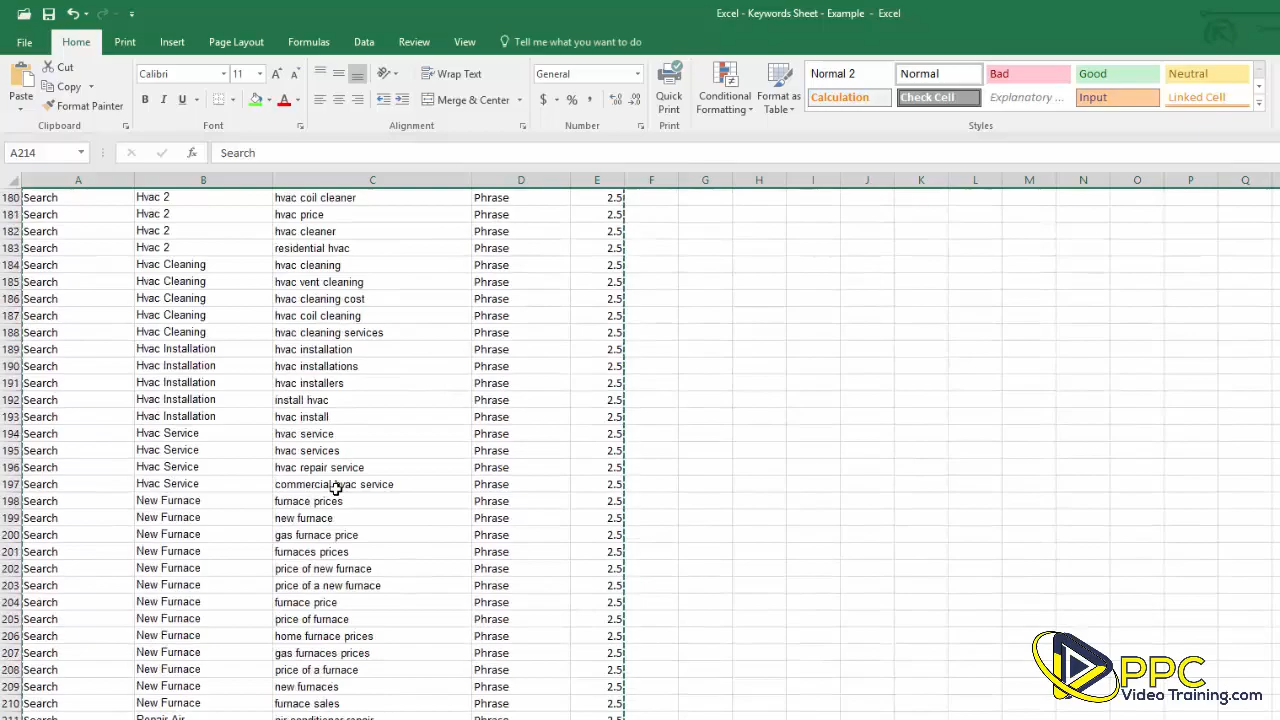 Excel - Keywords Sheet - Example - Excel
File Home Print Insert Page Layout Formulas Data Review View Tell me what you want to do
Paste Cut Copy Format Painter
Calibri 11 B I U A A A
Wrap Text Merge & Center
General $ % ,
Quick Print
Conditional Formatting Format as Table
Normal 2 Normal Bad Good Neutral
Calculation Check Cell Explanatory ... Input Linked Cell
Clipboard Font Alignment Number Print Styles
A214 fx Search
A B C D E F G H I J K L M N O P Q
180 Search Hvac 2 hvac coil cleaner Phrase 2.5
181 Search Hvac 2 hvac price Phrase 2.5
182 Search Hvac 2 hvac cleaner Phrase 2.5
183 Search Hvac 2 residential hvac Phrase 2.5
184 Search Hvac Cleaning hvac cleaning Phrase 2.5
185 Search Hvac Cleaning hvac vent cleaning Phrase 2.5
186 Search Hvac Cleaning hvac cleaning cost Phrase 2.5
187 Search Hvac Cleaning hvac coil cleaning Phrase 2.5
188 Search Hvac Cleaning hvac cleaning services Phrase 2.5
189 Search Hvac Installation hvac installation Phrase 2.5
190 Search Hvac Installation hvac installations Phrase 2.5
191 Search Hvac Installation hvac installers Phrase 2.5
192 Search Hvac Installation install hvac Phrase 2.5
193 Search Hvac Installation hvac install Phrase 2.5
194 Search Hvac Service hvac service Phrase 2.5
195 Search Hvac Service hvac services Phrase 2.5
196 Search Hvac Service hvac repair service Phrase 2.5
197 Search Hvac Service commercial hvac service Phrase 2.5
198 Search New Furnace furnace prices Phrase 2.5
199 Search New Furnace new furnace Phrase 2.5
200 Search New Furnace gas furnace price Phrase 2.5
201 Search New Furnace furnaces prices Phrase 2.5
202 Search New Furnace price of new furnace Phrase 2.5
203 Search New Furnace price of a new furnace Phrase 2.5
204 Search New Furnace furnace price Phrase 2.5
205 Search New Furnace price of furnace Phrase 2.5
206 Search New Furnace home furnace prices Phrase 2.5
207 Search New Furnace gas furnaces prices Phrase 2.5
208 Search New Furnace price of a furnace Phrase 2.5
209 Search New Furnace new furnaces Phrase 2.5
210 Search New Furnace furnace sales Phrase 2.5
211 Search Repair Air air conditioner repair Phrase 2.5
PPC
Video Training.com